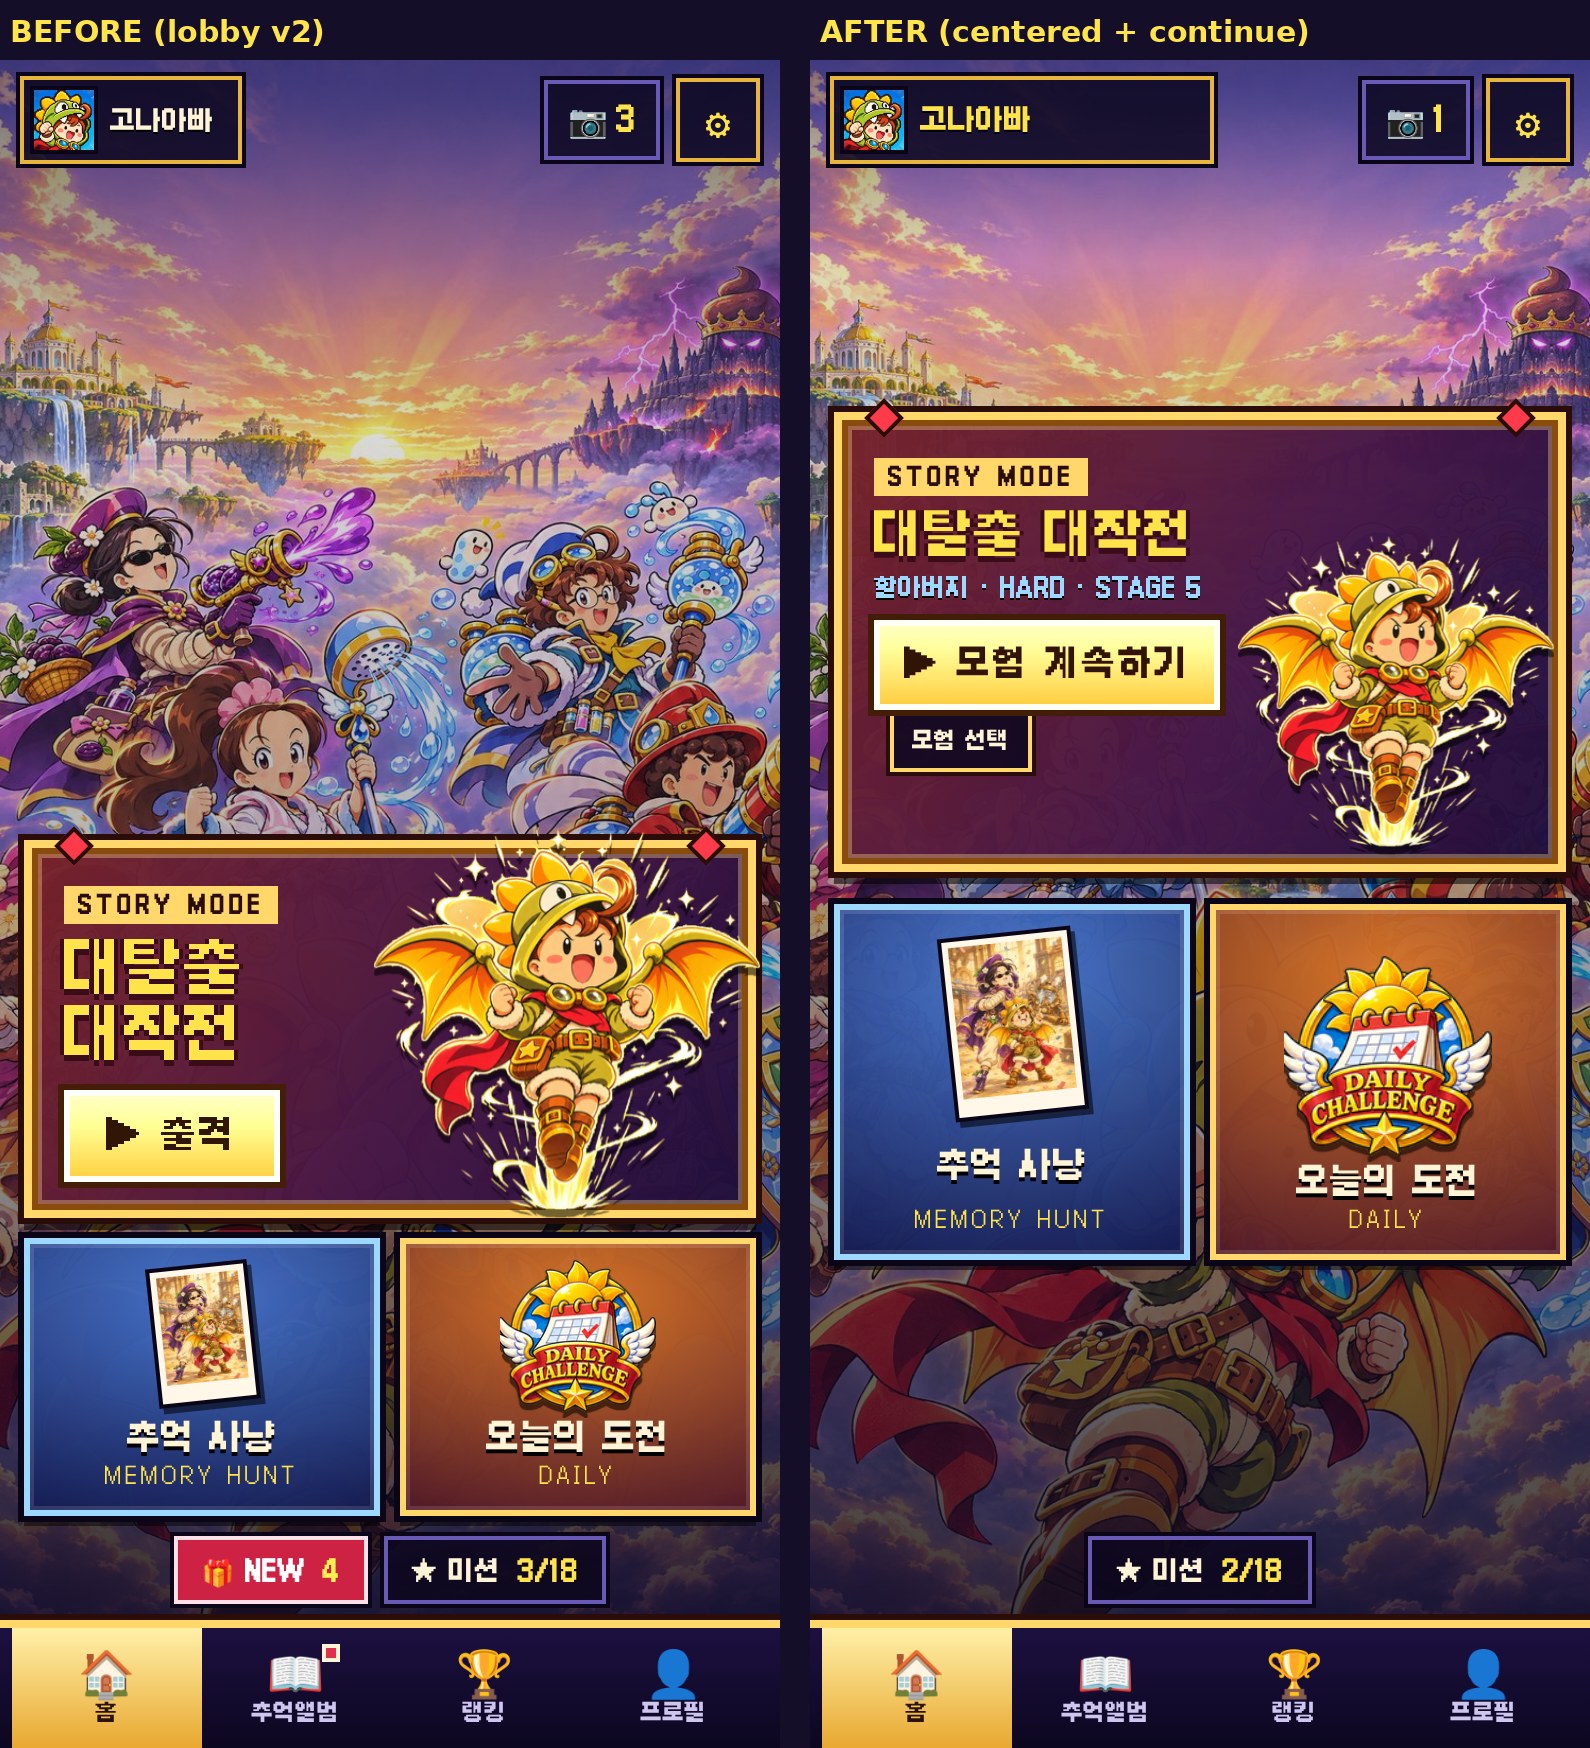 BEFORE (lobby v2)
고나아빠
3
STORY MODE
대탈출
대작전
▶ 출격
추억 사냥
MEMORY HUNT
DAILY
CHALLENGE
오늘의 도전
DAILY
NEW 4
★ 미션 3/18
홈
추억앨범
랭킹
프로필
AFTER (centered + continue)
고나아빠
1
STORY MODE
대탈출 대작전
할아버지 · HARD · STAGE 5
▶ 모험 계속하기
모험 선택
추억 사냥
MEMORY HUNT
DAILY
CHALLENGE
오늘의 도전
DAILY
★ 미션 2/18
홈
추억앨범
랭킹
프로필